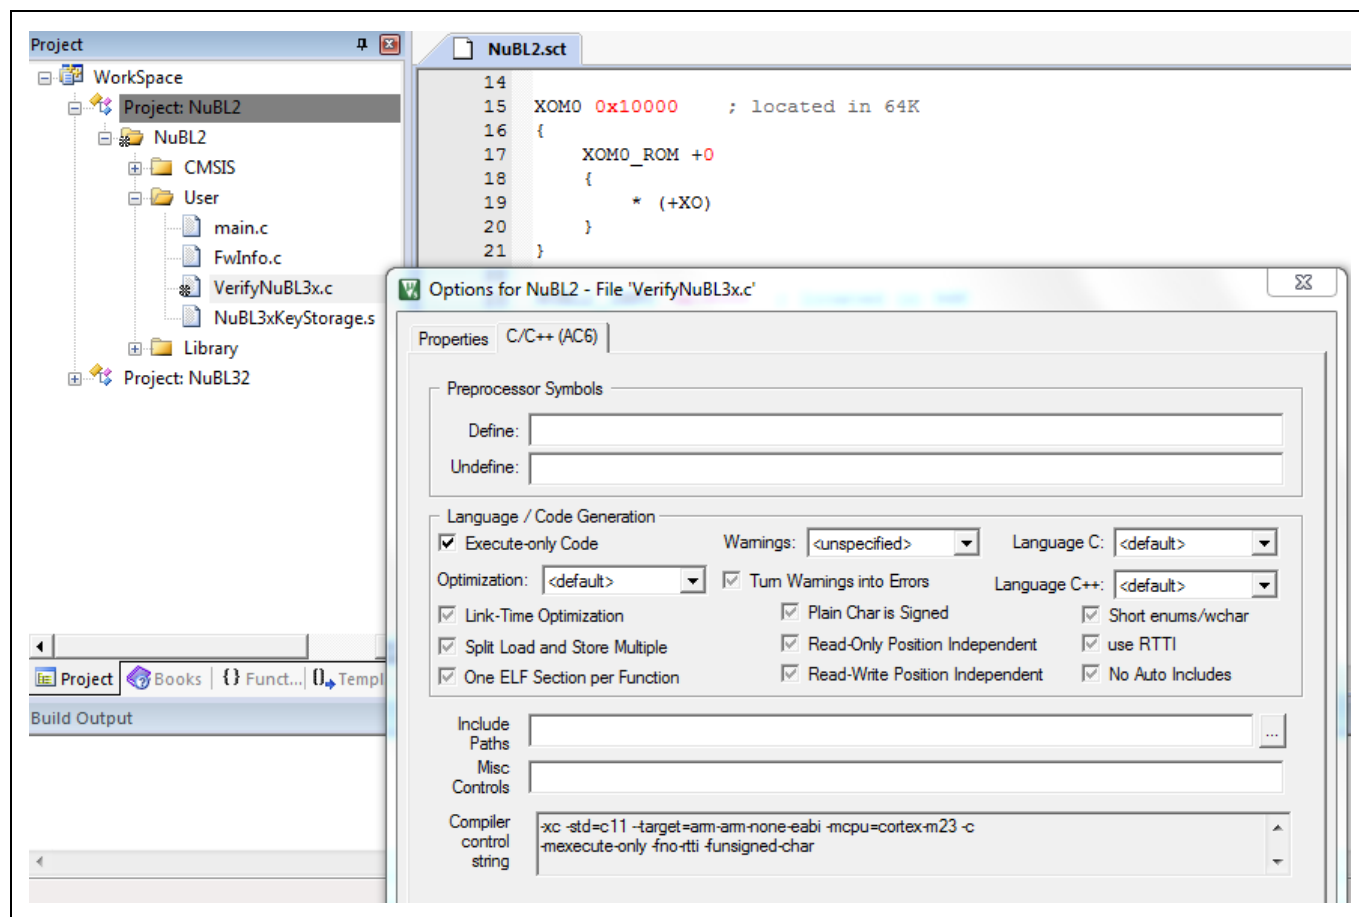 Project
NuBL2.sct
WorkSpace
Project: NuBL2
NuBL2
CMSIS
User
main.c
FwInfo.c
VerifyNuBL3x.c
NuBL3xKeyStorage.s
Library
Project: NuBL32
14
15 XOM0 0x10000 ; located in 64K
16 {
17 XOM0_ROM +0
18 {
19 * (+XO)
20 }
21 }
Options for NuBL2 - File 'VerifyNuBL3x.c'
Properties C/C++ (AC6)
Preprocessor Symbols
Define:
Undefine:
Language / Code Generation
Execute-only Code Warnings: <unspecified> Language C: <default>
Optimization: <default> Turn Warnings into Errors Language C++: <default>
Link-Time Optimization Plain Char is Signed Short enums/wchar
Split Load and Store Multiple Read-Only Position Independent use RTTI
One ELF Section per Function Read-Write Position Independent No Auto Includes
Project Books {} Funct... 0 Templ
Build Output
Include
Paths
...
Misc
Controls
Compiler
control
string
-xc -std=c11 --target=arm-arm-none-eabi -mcpu=cortex-m23 -c
-mexecute-only -fno-rtti -funsigned-char